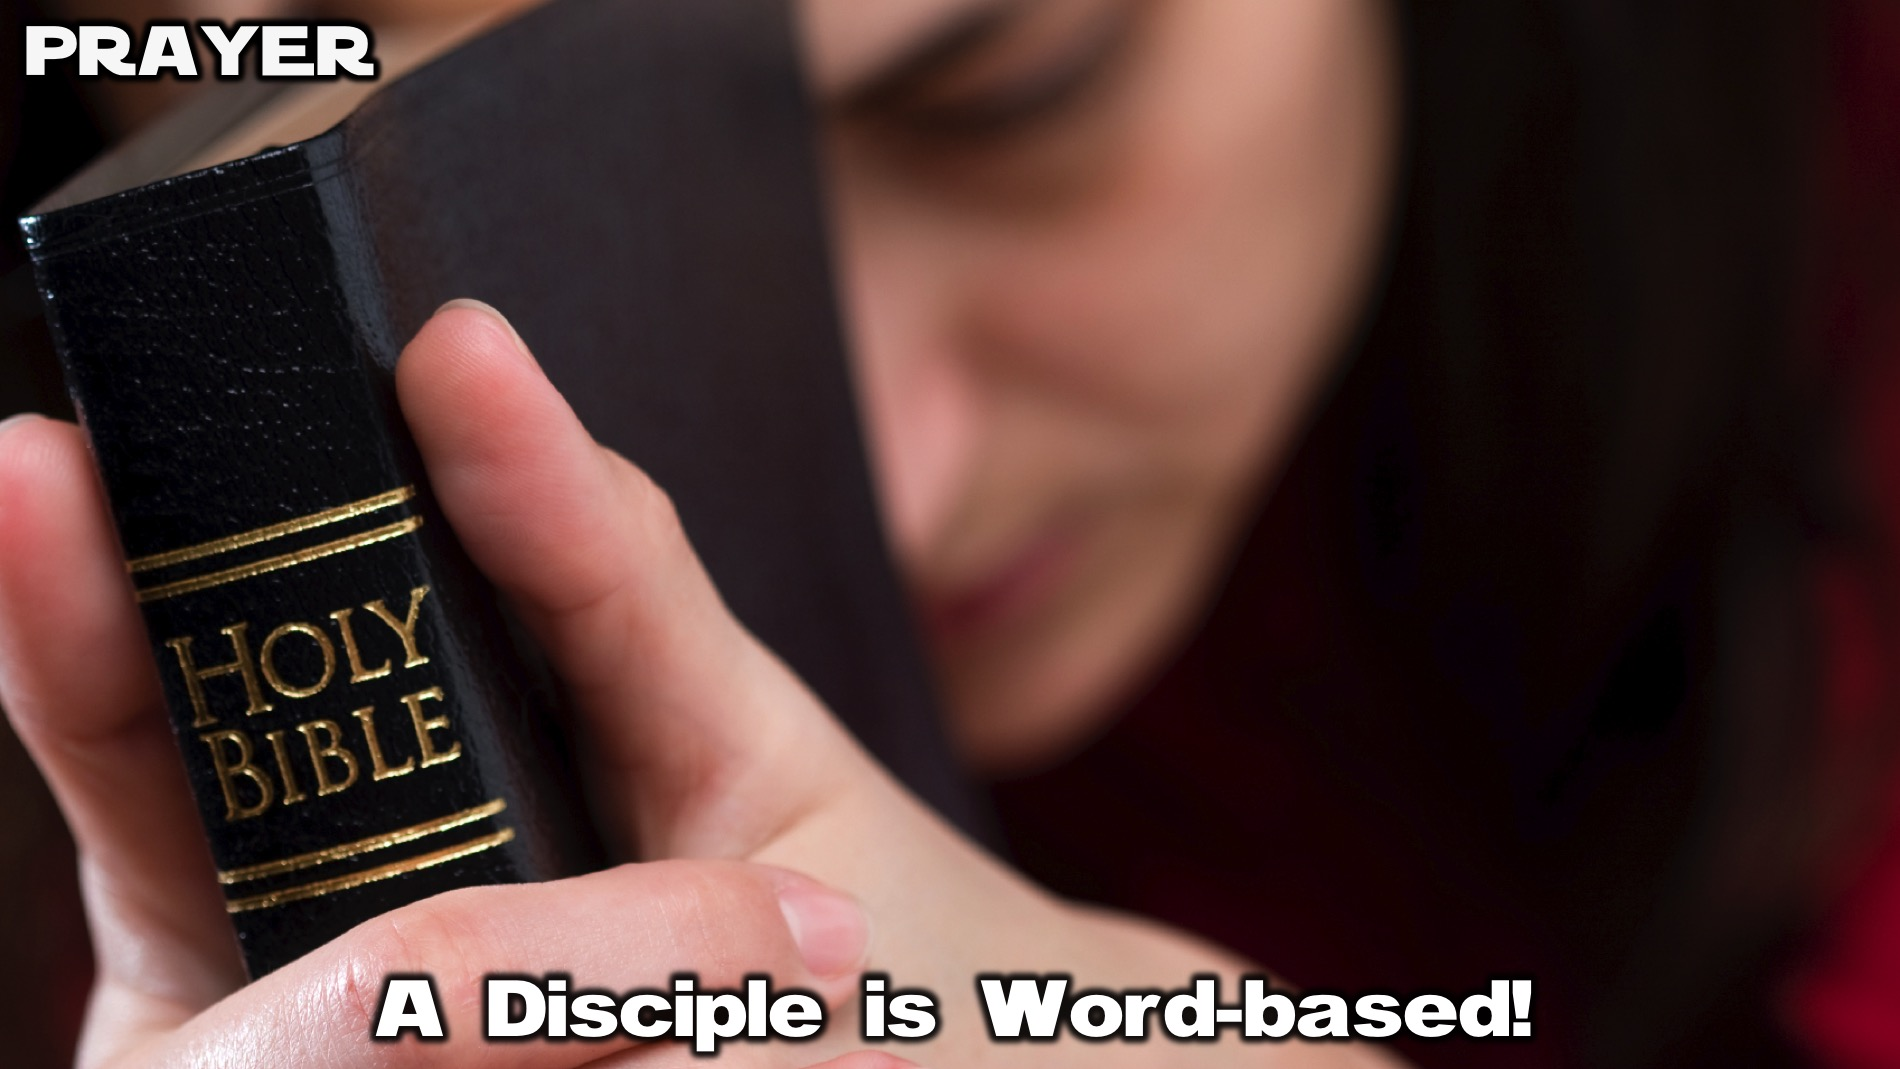 PRAYER
HOLY
BIBLE
A Disciple is Word-based!